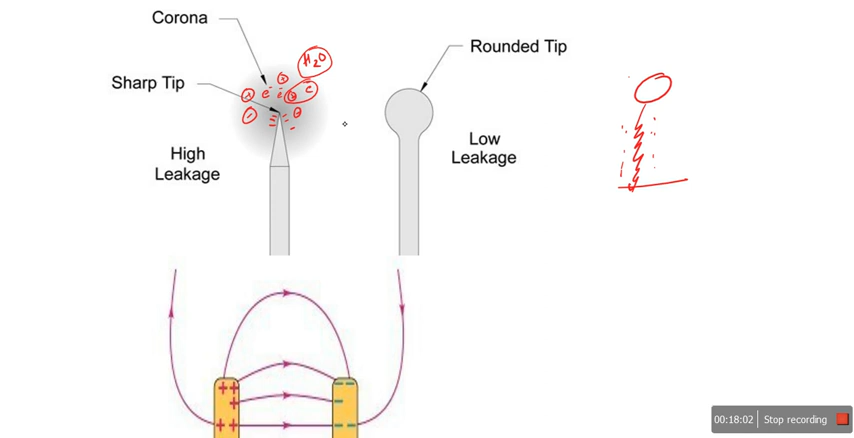 Corona
H₂O
Rounded Tip
Sharp Tip
High
Leakage
Low
Leakage
00:18:02 Stop recording